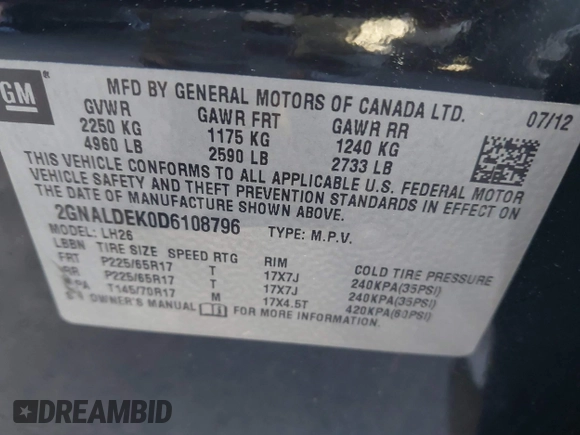 GM
MFD BY GENERAL MOTORS OF CANADA LTD. 07/12
GVWR GAWR FRT GAWR RR
2250 KG 1175 KG 1240 KG
4960 LB 2590 LB 2733 LB
THIS VEHICLE CONFORMS TO ALL APPLICABLE U.S. FEDERAL MOTOR
VEHICLE SAFETY AND THEFT PREVENTION STANDARDS IN EFFECT ON
THE DATE OF MANUFACTURE SHOWN ABOVE.
2GNALDEK0D6108796 TYPE: M.P.V.
MODEL: LH26
LBBN TIRE SIZE SPEED RTG RIM COLD TIRE PRESSURE
FRT P225/65R17 T 17X7J 240KPA(35PSI)
RR P225/65R17 T 17X7J 240KPA(35PSI)
SPA T145/70R17 M 17X4.5T 420KPA(60PSI)
SEE OWNER'S MANUAL FOR MORE INFORMATION.
DREAMBID